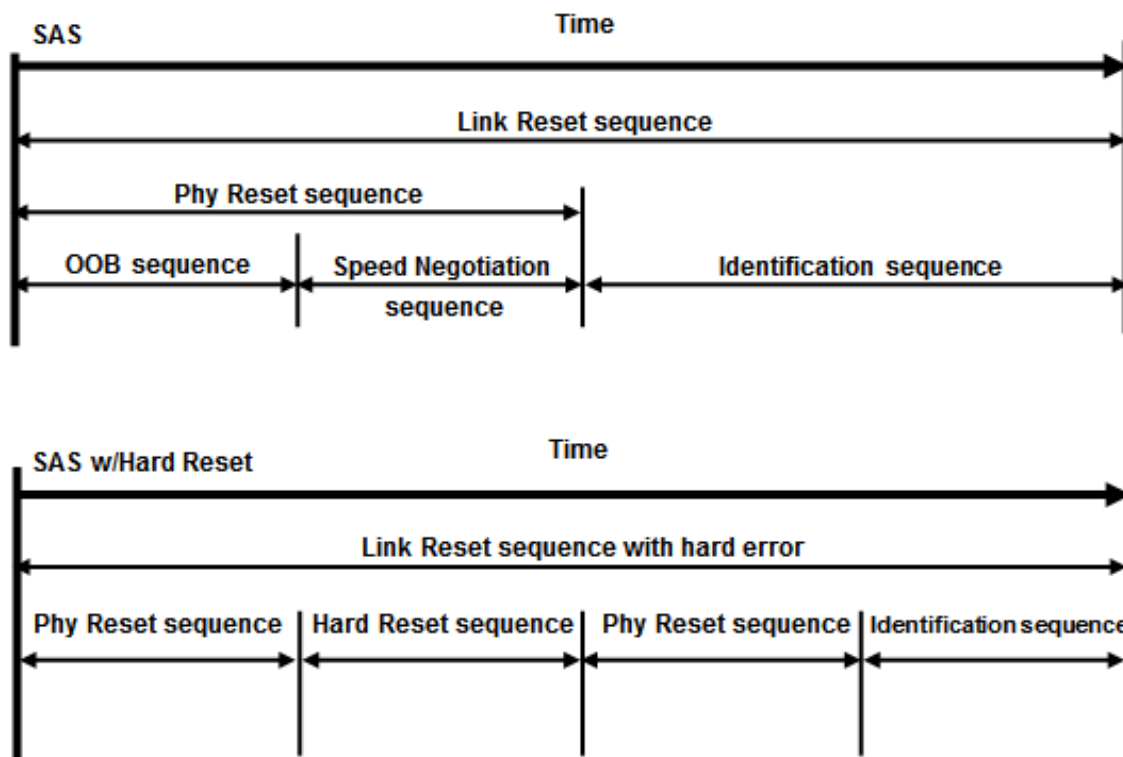 SAS
Time
Link Reset sequence
Phy Reset sequence
OOB sequence
Speed Negotiation
sequence
Identification sequence
SAS w/Hard Reset
Time
Link Reset sequence with hard error
Phy Reset sequence
Hard Reset sequence
Phy Reset sequence
Identification sequence